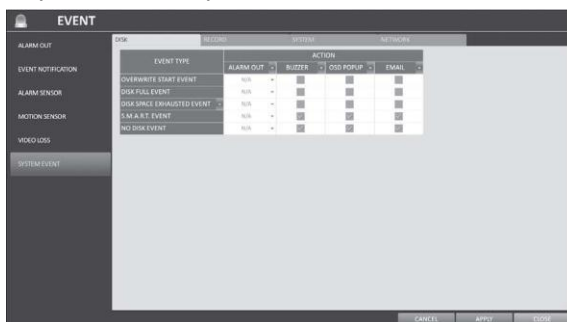 EVENT
ALARM OUT
EVENT NOTIFICATION
ALARM SENSOR
MOTION SENSOR
VIDEO LOSS
SYSTEM EVENT
DISK RECORD SYSTEM NETWORK
EVENT TYPE ACTION
ALARM OUT BUZZER OSD POPUP EMAIL
OVERWRITE START EVENT N/A
DISK FULL EVENT N/A
DISK SPACE EXHAUSTED EVENT N/A
S.M.A.R.T. EVENT N/A
NO DISK EVENT N/A
CANCEL APPLY CLOSE